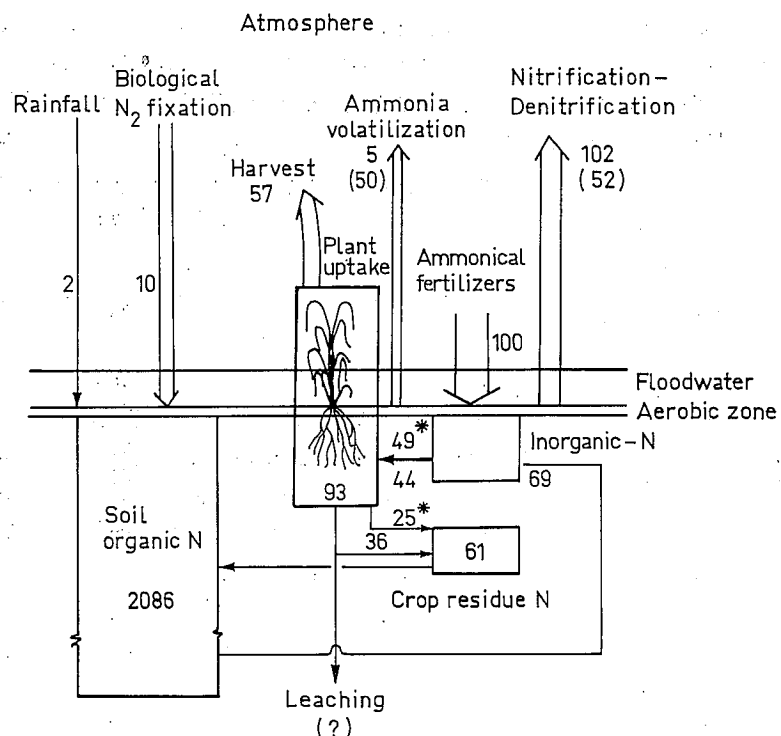 Atmosphere
Rainfall
Biological
N2 fixation
Ammonia
volatilization
5
(50)
Nitrification-
Denitrification
102
(52)
Harvest
57
Plant
uptake
Ammonical
fertilizers
2
10
100
Floodwater
Aerobic zone
49*
44
Inorganic-N
69
93
25*
36
61
Soil
organic N
2086
Crop residue N
Leaching
(?)